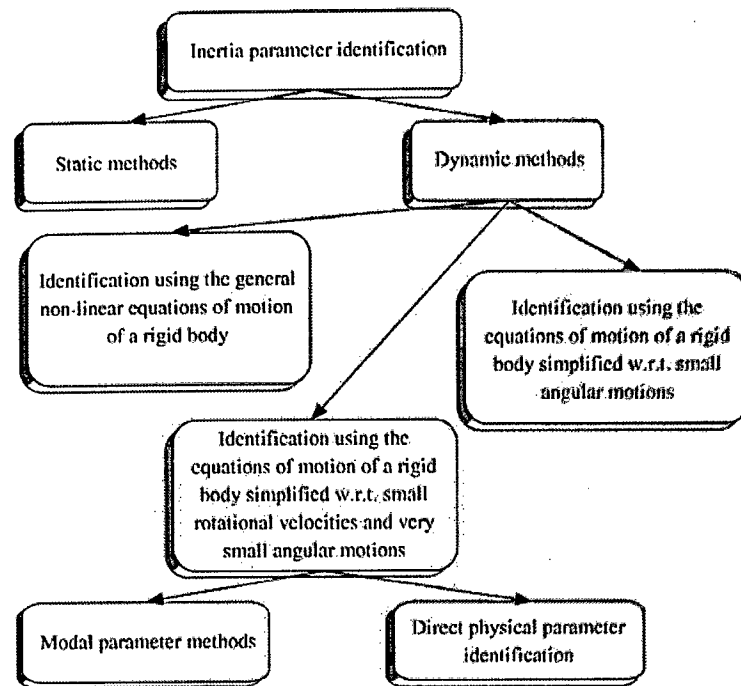 Inertia parameter identification
Static methods
Dynamic methods
Identification using the general
non-linear equations of motion
of a rigid body
Identification using the
equations of motion of a rigid
body simplified w.r.t. small
angular motions
Identification using the
equations of motion of a rigid
body simplified w.r.t. small
rotational velocities and very
small angular motions
Modal parameter methods
Direct physical parameter
identification